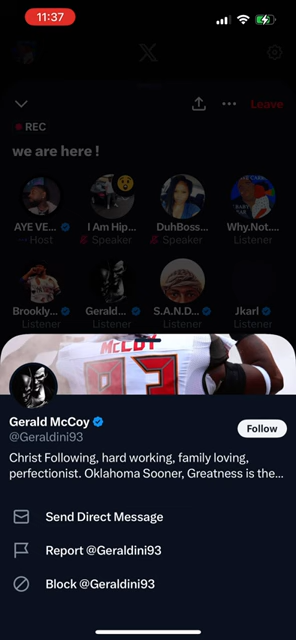 11:37
Leave
REC
we are here !
AYE VE...
Host
I Am Hip...
Speaker
DuhBoss...
Speaker
Why.Not....
Listener
Brookly...
Listener
Gerald...
Listener
S.A.N.D...
Listener
Jkarl
Listener
McCOY
93
Gerald McCoy
@Geraldini93
Follow
Christ Following, hard working, family loving,
perfectionist. Oklahoma Sooner, Greatness is the...
Send Direct Message
Report @Geraldini93
Block @Geraldini93